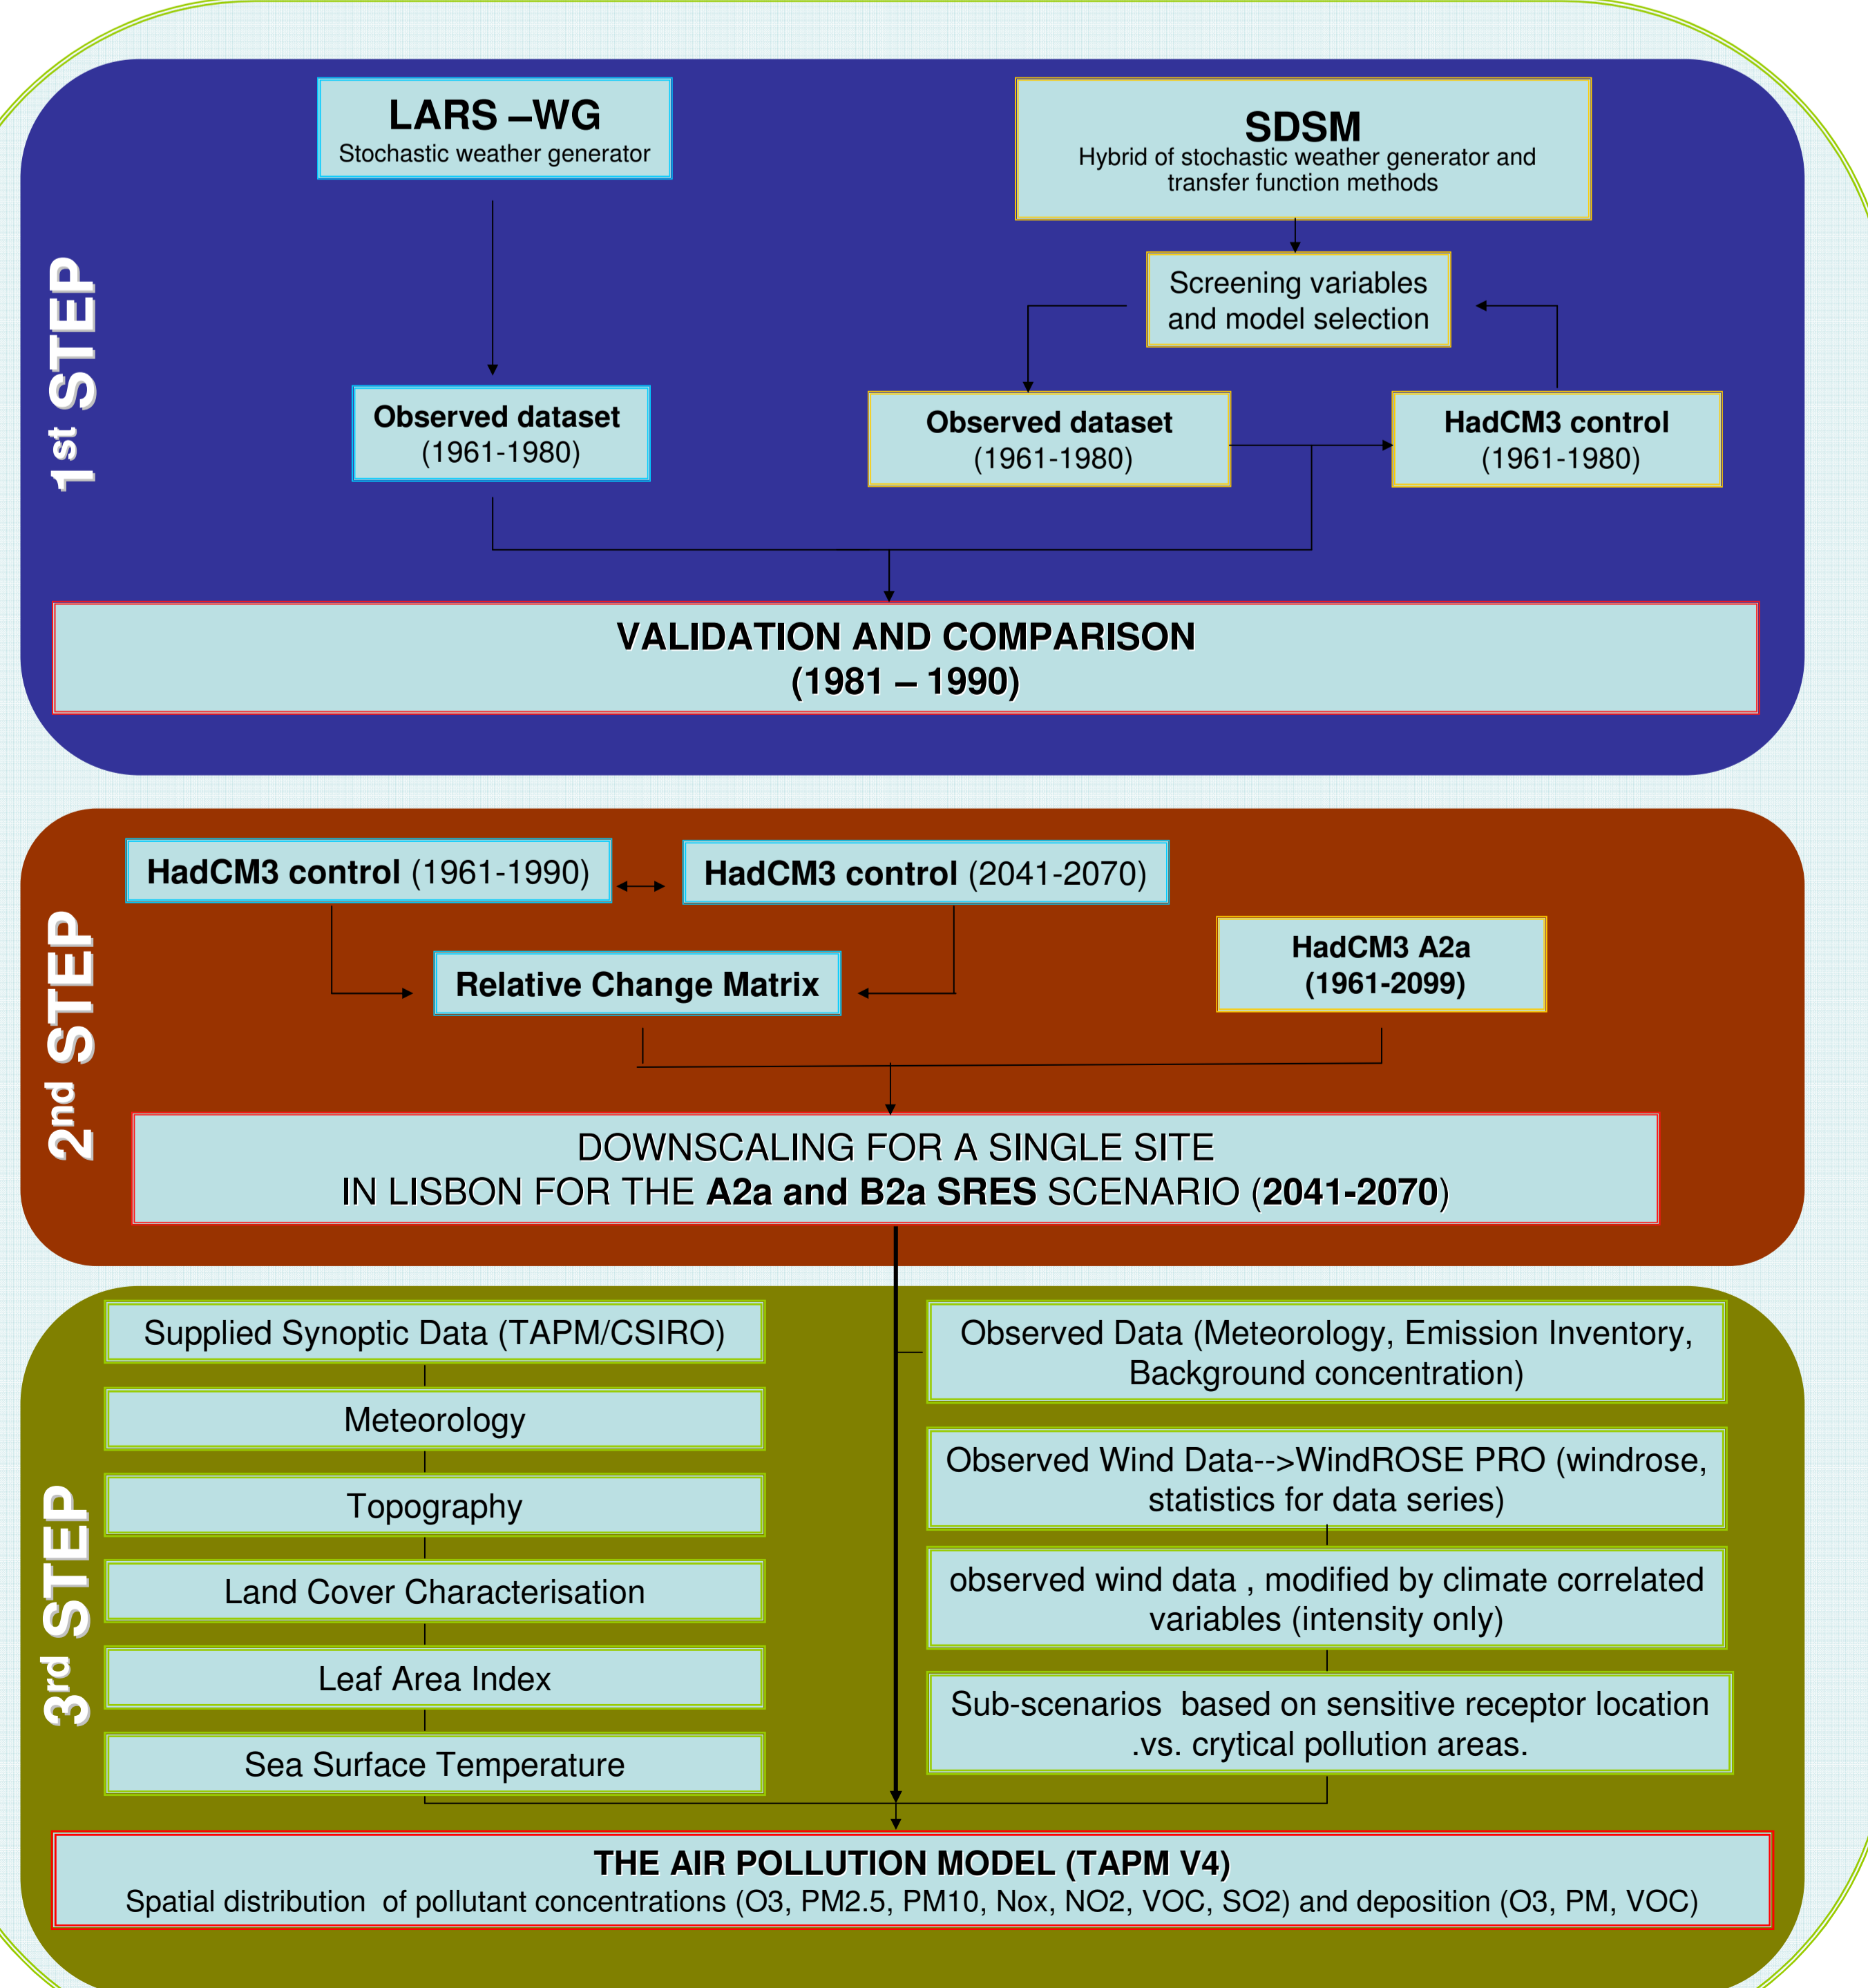 1st STEP
LARS –WG
Stochastic weather generator
SDSM
Hybrid of stochastic weather generator and
transfer function methods
Screening variables
and model selection
Observed dataset
(1961-1980)
Observed dataset
(1961-1980)
HadCM3 control
(1961-1980)
VALIDATION AND COMPARISON
(1981 – 1990)
2nd STEP
HadCM3 control (1961-1990)
HadCM3 control (2041-2070)
Relative Change Matrix
HadCM3 A2a
(1961-2099)
DOWNSCALING FOR A SINGLE SITE
IN LISBON FOR THE A2a and B2a SRES SCENARIO (2041-2070)
3rd STEP
Supplied Synoptic Data (TAPM/CSIRO)
Meteorology
Topography
Land Cover Characterisation
Leaf Area Index
Sea Surface Temperature
Observed Data (Meteorology, Emission Inventory,
Background concentration)
Observed Wind Data-->WindROSE PRO (windrose,
statistics for data series)
observed wind data , modified by climate correlated
variables (intensity only)
Sub-scenarios  based on sensitive receptor location
.vs. crytical pollution areas.
THE AIR POLLUTION MODEL (TAPM V4)
Spatial distribution  of pollutant concentrations (O3, PM2.5, PM10, Nox, NO2, VOC, SO2) and deposition (O3, PM, VOC)